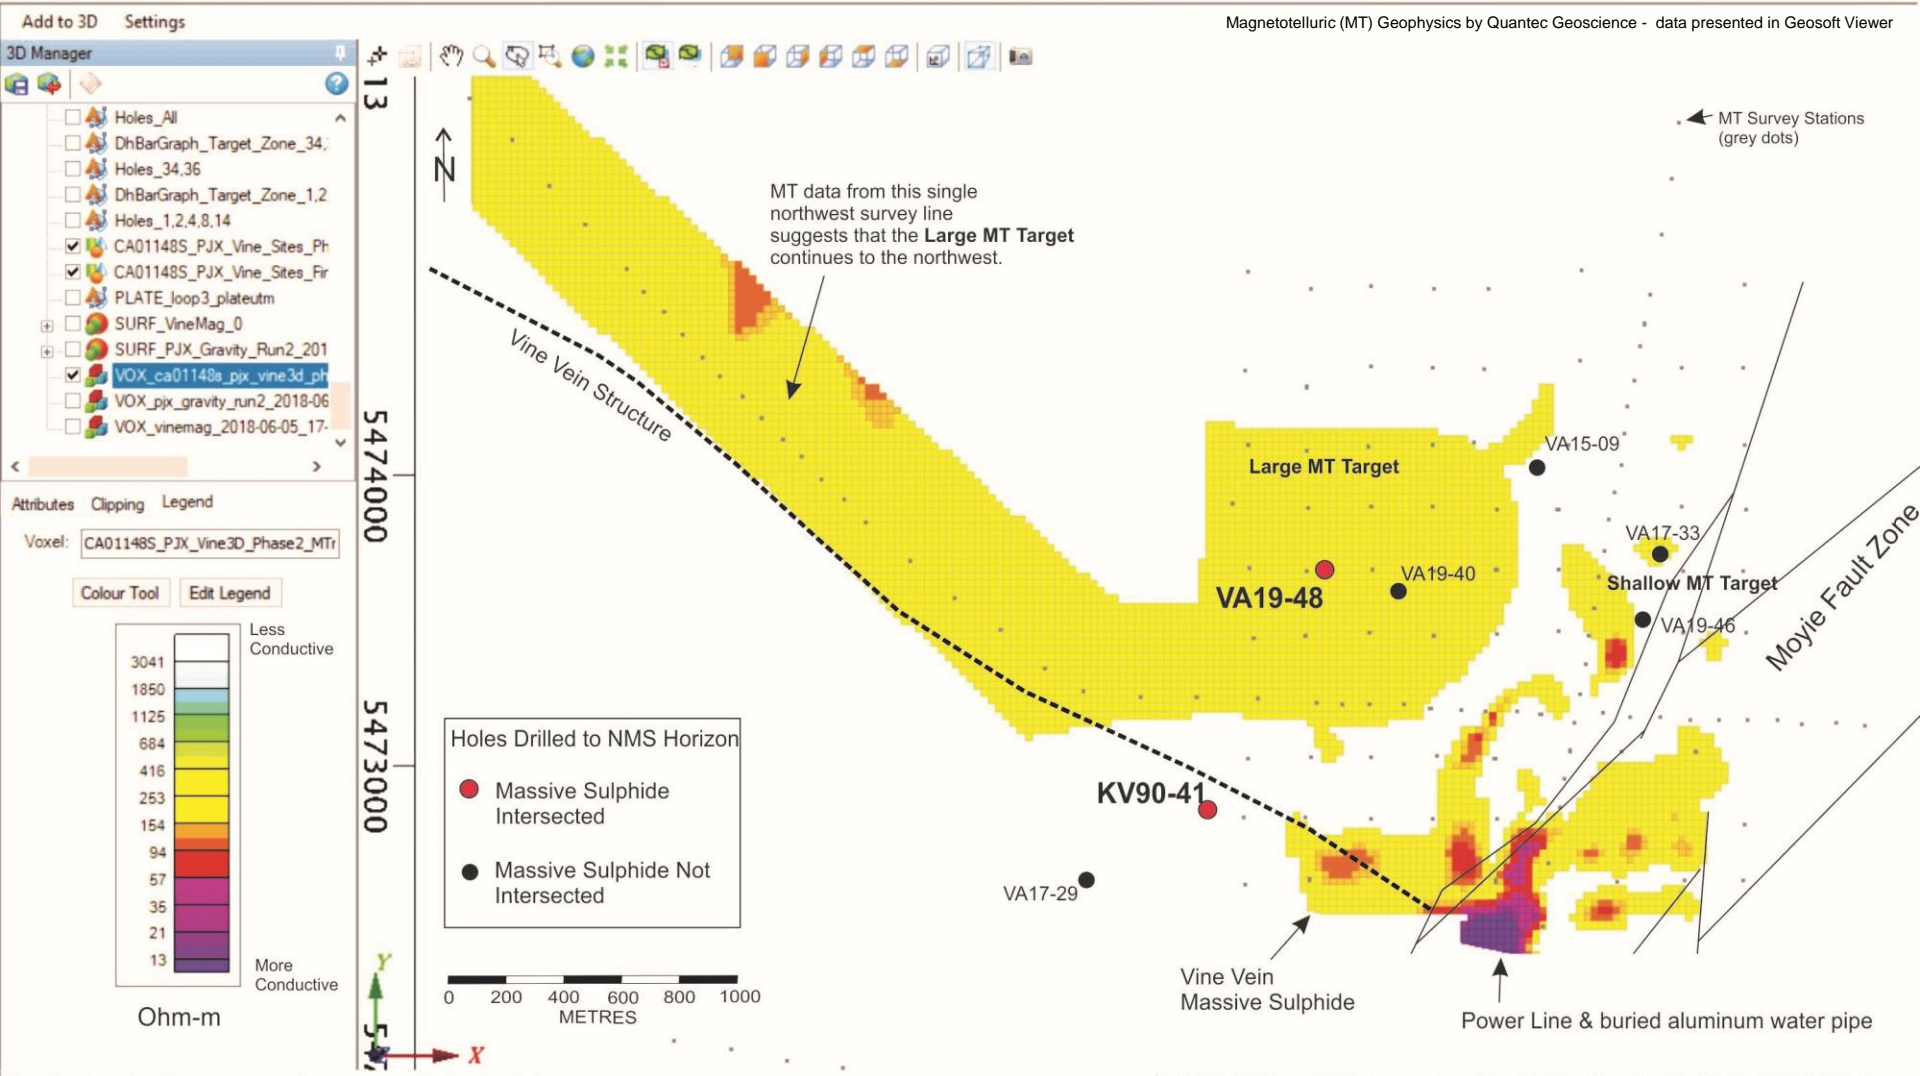 Add to 3D Settings
Magnetotelluric (MT) Geophysics by Quantec Geoscience - data presented in Geosoft Viewer
3D Manager
Holes_All
DhBarGraph_Target_Zone_34,
Holes_34,36
DhBarGraph_Target_Zone_1,2
Holes_1,2,4,8,14
CA01148S_PJX_Vine_Sites_Ph
CA01148S_PJX_Vine_Sites_Fir
PLATE_loop3_plateutm
SURF_VineMag_0
SURF_PJX_Gravity_Run2_201
VOX_ca01148s_pjx_vine3d_ph
VOX_pjx_gravity_run2_2018-06
VOX_vinemag_2018-06-05_17-
Attributes Clipping Legend
Voxel: CA01148S_PJX_Vine3D_Phase2_MTr
Colour Tool Edit Legend
Less
Conductive
3041
1850
1125
684
416
253
154
94
57
35
21
13
More
Conductive
Ohm-m
13
5474000
5473000
N
MT Survey Stations
(grey dots)
MT data from this single
northwest survey line
suggests that the Large MT Target
continues to the northwest.
Vine Vein Structure
Large MT Target
VA15-09
VA17-33
VA19-48
VA19-40
Shallow MT Target
VA19-46
Moyie Fault Zone
KV90-41
VA17-29
Holes Drilled to NMS Horizon
Massive Sulphide
Intersected
Massive Sulphide Not
Intersected
0 200 400 600 800 1000
METRES
Vine Vein
Massive Sulphide
Power Line & buried aluminum water pipe
Y
Z
X